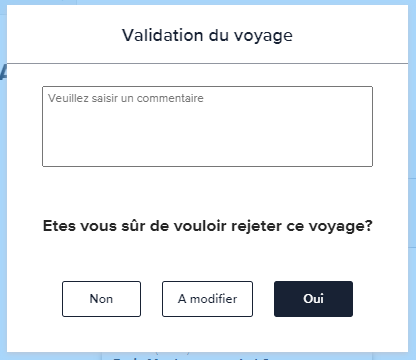 Validation du voyage
Veuillez saisir un commentaire
Etes vous sûr de vouloir rejeter ce voyage?
Non
A modifier
Oui